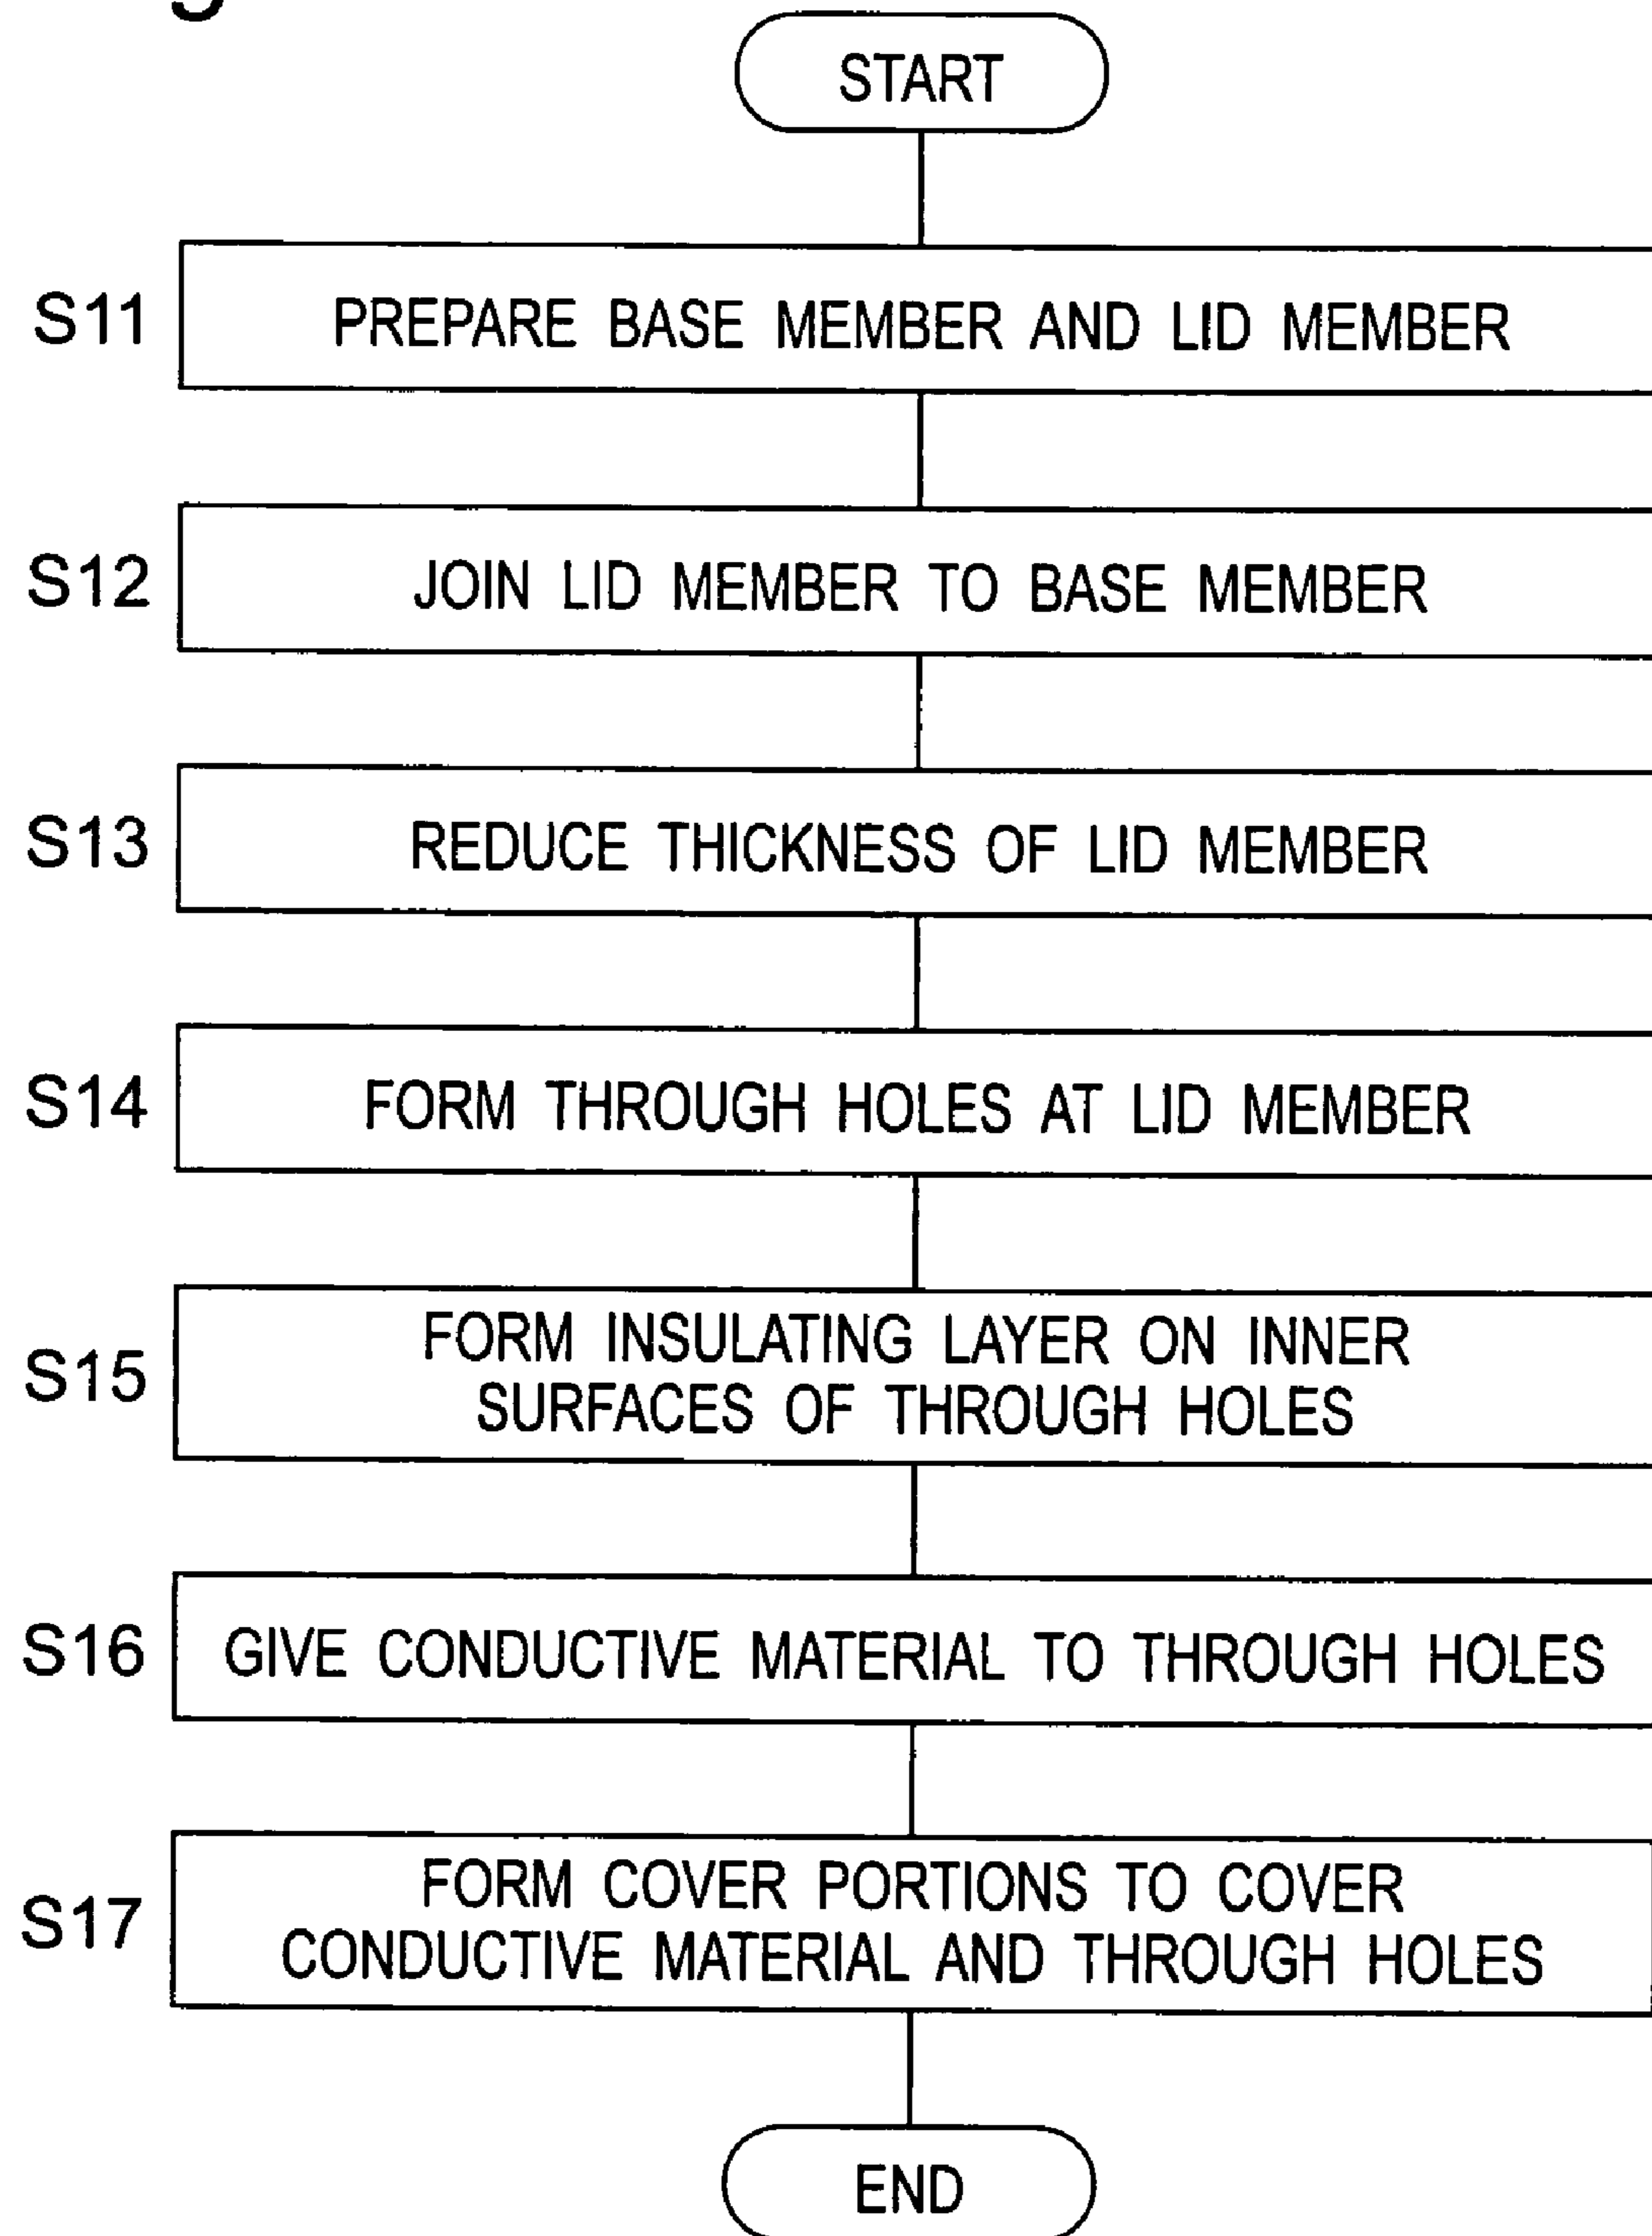 START
S11
PREPARE BASE MEMBER AND LID MEMBER
S12
JOIN LID MEMBER TO BASE MEMBER
S13
REDUCE THICKNESS OF LID MEMBER
S14
FORM THROUGH HOLES AT LID MEMBER
S15
FORM INSULATING LAYER ON INNER
SURFACES OF THROUGH HOLES
S16
GIVE CONDUCTIVE MATERIAL TO THROUGH HOLES
S17
FORM COVER PORTIONS TO COVER
CONDUCTIVE MATERIAL AND THROUGH HOLES
END